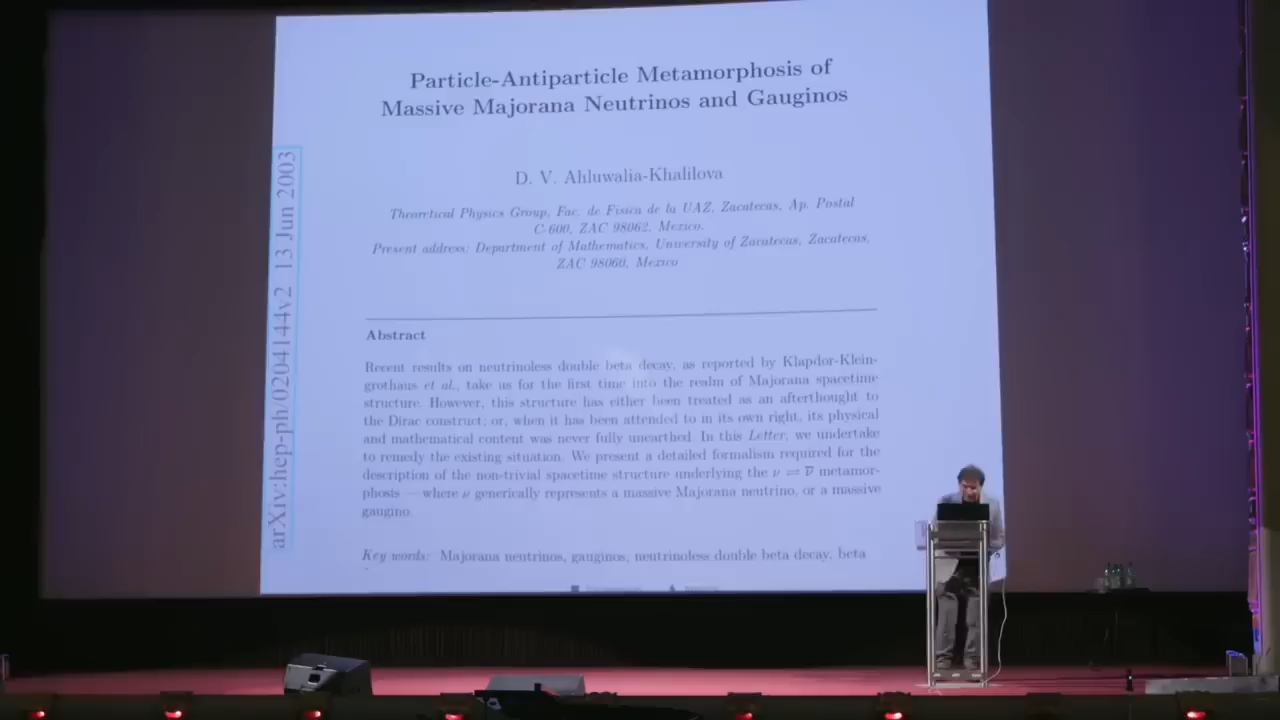 Particle-Antiparticle Metamorphosis of
Massive Majorana Neutrinos and Gauginos
D. V. Ahluwalia-Khalilova
Theoretical Physics Group, Fac. de Fisica de la UAZ, Zacatecas, Ap. Postal
C-600, ZAC 98062, Mexico.
Present address: Department of Mathematics, University of Zacatecas, Zacatecas,
ZAC 98060, Mexico
Abstract
Recent results on neutrinoless double beta decay, as reported by Klapdor-Klein-
grothaus et al., take us for the first time into the realm of Majorana spacetime
structure. However, this structure has either been treated as an afterthought to
the Dirac construct; or, when it has been attended to in its own right, its physical
and mathematical content was never fully unearthed. In this Letter, we undertake
to remedy the existing situation. We present a detailed formalism required for the
description of the non-trivial spacetime structure underlying the ν ⇌ ν̅ metamor-
phosis — where ν generically represents a massive Majorana neutrino, or a massive
gaugino.
Key words: Majorana neutrinos, gauginos, neutrinoless double beta decay, beta
arXiv:hep-ph/0204144v2 13 Jun 2003